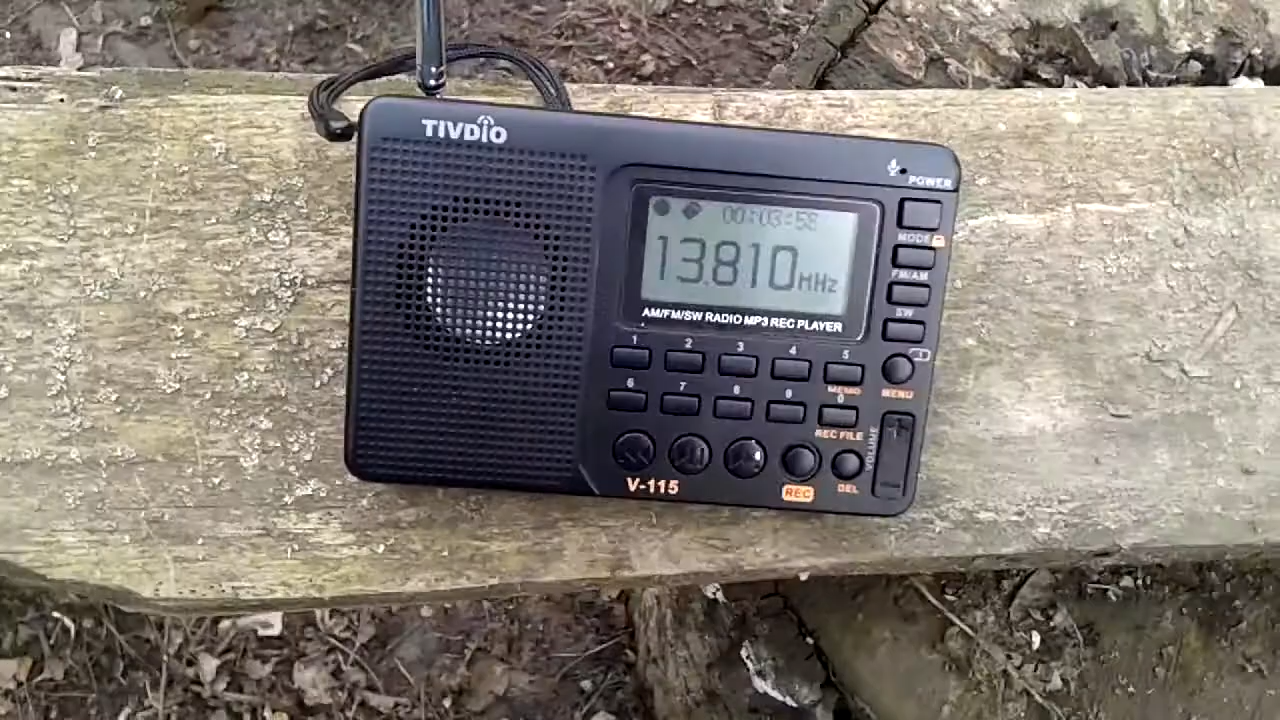 TIVDIO
POWER
00:03:58
13.810MHz
MODE
FM/AM
AM/FM/SW RADIO MP3 REC PLAYER
SW
1 2 3 4 5
MEMO
MENU
6 7 8 9 0
REC FILE
VOLUME
V-115
REC
DEL